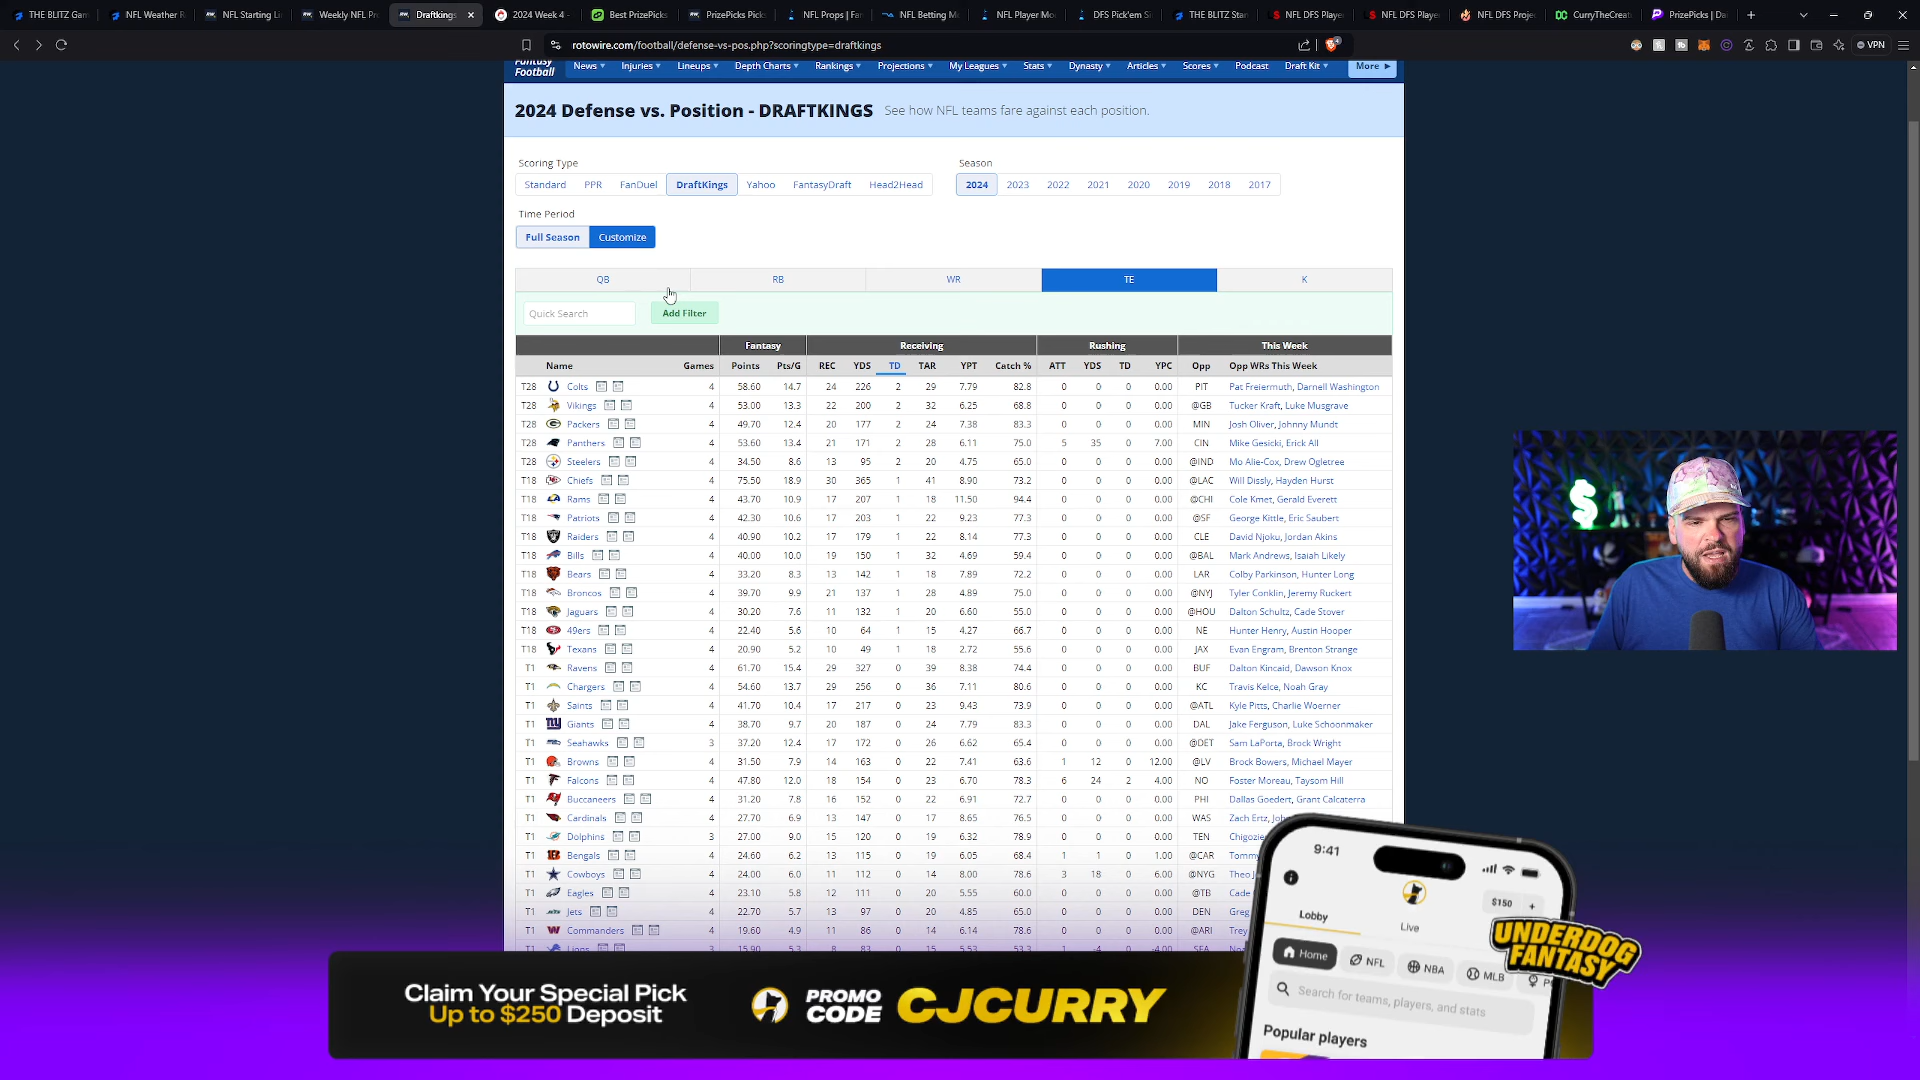 THE BLITZ Gam
NFL Weather R
NFL Starting Li
Weekly NFL Pr
Draftkings
2024 Week 4 -
Best PrizePicks
PrizePicks Picks
NFL Props | Fan
NFL Betting Mo
NFL Player Mo
DFS Pick'em St
THE BLITZ Star
NFL DFS Player
NFL DFS Player
NFL DFS Projec
CurryTheCreat
PrizePicks | Dai
rotowire.com/football/defense-vs-pos.php?scoringtype=draftkings
VPN
Fantasy Football
News Injuries Lineups Depth Charts Rankings Projections My Leagues Stats Dynasty Articles Scores Podcast Draft Kit More
2024 Defense vs. Position - DRAFTKINGS See how NFL teams fare against each position.
Scoring Type Season
Standard PPR FanDuel DraftKings Yahoo FantasyDraft Head2Head 2024 2023 2022 2021 2020 2019 2018 2017
Time Period
Full Season Customize
QB RB WR TE K
Quick Search Add Filter
Fantasy Receiving Rushing This Week
Name Games Points Pts/G REC YDS TD TAR YPT Catch % ATT YDS TD YPC Opp Opp WRs This Week
T28 Colts 4 58.60 14.7 24 226 2 29 7.79 82.8 0 0 0 0.00 PIT Pat Freiermuth, Darnell Washington
T28 Vikings 4 53.00 13.3 22 200 2 32 6.25 68.8 0 0 0 0.00 @GB Tucker Kraft, Luke Musgrave
T28 Packers 4 49.70 12.4 20 177 2 24 7.38 83.3 0 0 0 0.00 MIN Josh Oliver, Johnny Mundt
T28 Panthers 4 53.60 13.4 21 171 2 28 6.11 75.0 5 35 0 7.00 CIN Mike Gesicki, Erick All
T28 Steelers 4 34.50 8.6 13 95 2 20 4.75 65.0 0 0 0 0.00 @IND Mo Alie-Cox, Drew Ogletree
T18 Chiefs 4 75.50 18.9 30 365 1 41 8.90 73.2 0 0 0 0.00 @LAC Will Dissly, Hayden Hurst
T18 Rams 4 43.70 10.9 17 207 1 18 11.50 94.4 0 0 0 0.00 @CHI Cole Kmet, Gerald Everett
T18 Patriots 4 42.30 10.6 17 203 1 22 9.23 77.3 0 0 0 0.00 @SF George Kittle, Eric Saubert
T18 Raiders 4 40.90 10.2 17 179 1 22 8.14 77.3 0 0 0 0.00 CLE David Njoku, Jordan Akins
T18 Bills 4 40.00 10.0 19 150 1 32 4.69 59.4 0 0 0 0.00 @BAL Mark Andrews, Isaiah Likely
T18 Bears 4 33.20 8.3 13 142 1 18 7.89 72.2 0 0 0 0.00 LAR Colby Parkinson, Hunter Long
T18 Broncos 4 39.70 9.9 21 137 1 28 4.89 75.0 0 0 0 0.00 @NYJ Tyler Conklin, Jeremy Ruckert
T18 Jaguars 4 30.20 7.6 11 132 1 20 6.60 55.0 0 0 0 0.00 @HOU Dalton Schultz, Cade Stover
T18 49ers 4 22.40 5.6 10 64 1 15 4.27 66.7 0 0 0 0.00 NE Hunter Henry, Austin Hooper
T18 Texans 4 20.90 5.2 10 49 1 18 2.72 55.6 0 0 0 0.00 JAX Evan Engram, Brenton Strange
T1 Ravens 4 61.70 15.4 29 327 0 39 8.38 74.4 0 0 0 0.00 BUF Dalton Kincaid, Dawson Knox
T1 Chargers 4 54.60 13.7 29 256 0 36 7.11 80.6 0 0 0 0.00 KC Travis Kelce, Noah Gray
T1 Saints 4 41.70 10.4 17 217 0 23 9.43 73.9 0 0 0 0.00 @ATL Kyle Pitts, Charlie Woerner
T1 Giants 4 38.70 9.7 20 187 0 24 7.79 83.3 0 0 0 0.00 DAL Jake Ferguson, Luke Schoonmaker
T1 Seahawks 3 37.20 12.4 17 172 0 26 6.62 65.4 0 0 0 0.00 @DET Sam LaPorta, Brock Wright
T1 Browns 4 31.50 7.9 14 163 0 22 7.41 63.6 1 12 0 12.00 @LV Brock Bowers, Michael Mayer
T1 Falcons 4 47.80 12.0 18 154 0 23 6.70 78.3 6 24 2 4.00 NO Foster Moreau, Taysom Hill
T1 Buccaneers 4 31.20 7.8 16 152 0 22 6.91 72.7 0 0 0 0.00 PHI Dallas Goedert, Grant Calcaterra
T1 Cardinals 4 27.70 6.9 13 147 0 17 8.65 76.5 0 0 0 0.00 WAS Zach Ertz, Joh
T1 Dolphins 3 27.00 9.0 15 120 0 19 6.32 78.9 0 0 0 0.00 TEN Chigozie
T1 Bengals 4 24.60 6.2 13 115 0 19 6.05 68.4 1 1 0 1.00 @CAR Tommy
T1 Cowboys 4 24.00 6.0 11 112 0 14 8.00 78.6 3 18 0 6.00 @NYG Theo J
T1 Eagles 4 23.10 5.8 12 111 0 20 5.55 60.0 0 0 0 0.00 @TB Cade
T1 Jets 4 22.70 5.7 13 97 0 20 4.85 65.0 0 0 0 0.00 DEN Greg
T1 Commanders 4 19.60 4.9 11 86 0 14 6.14 78.6 0 0 0 0.00 @ARI Trey
T1 Lions 3 15.90 5.3 8 83 0 15 5.53 53.3 1 -4 0 -4.00 SEA Noa
Claim Your Special Pick
Up to $250 Deposit
PROMO CODE CJCURRY
9:41
$150 +
Lobby Live
Home NFL NBA MLB
Search for teams, players, and stats
Popular players
UNDERDOG FANTASY